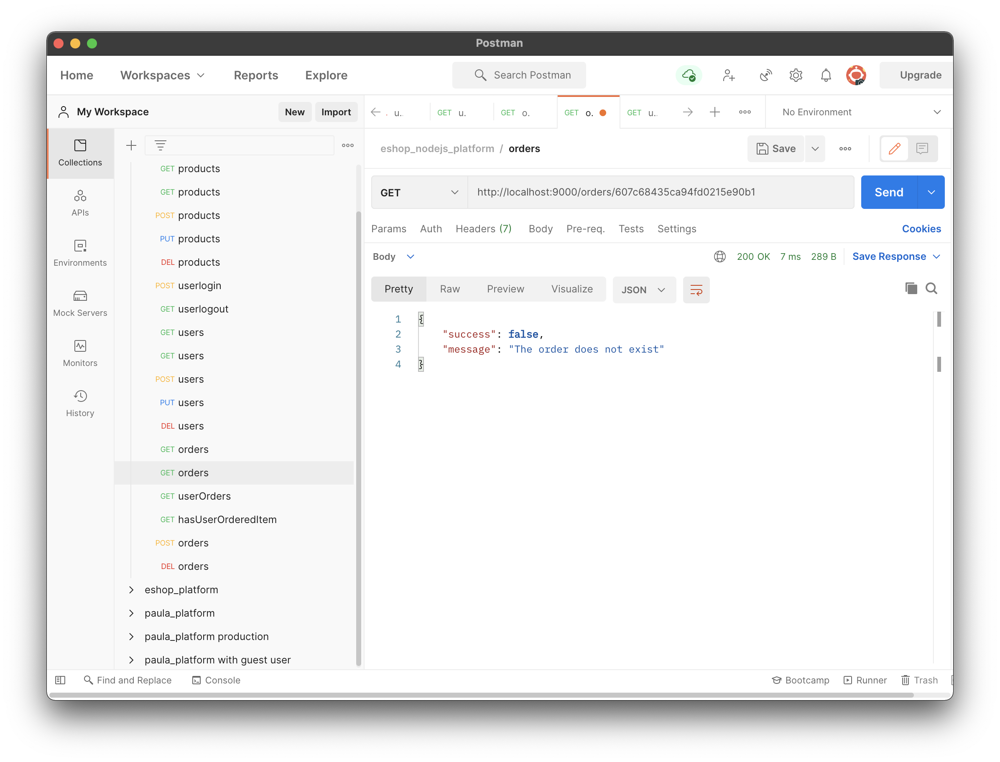 Postman
Home Workspaces Reports Explore Search Postman Upgrade
My Workspace New Import
. u.. GET u. GET o. GET o. GET u.. No Environment
Collections
APIs
Environments
Mock Servers
Monitors
History
GET products
GET products
POST products
PUT products
DEL products
POST userlogin
GET userlogout
GET users
GET users
POST users
PUT users
DEL users
GET orders
GET orders
GET userOrders
GET hasUserOrderedItem
POST orders
DEL orders
eshop_platform
paula_platform
paula_platform production
paula_platform with guest user
eshop_nodejs_platform / orders Save
GET http://localhost:9000/orders/607c68435ca94fd0215e90b1 Send
Params Auth Headers (7) Body Pre-req. Tests Settings Cookies
Body 200 OK 7 ms 289 B Save Response
Pretty Raw Preview Visualize JSON
1 {
2 "success": false,
3 "message": "The order does not exist"
4 }
Find and Replace Console Bootcamp Runner Trash